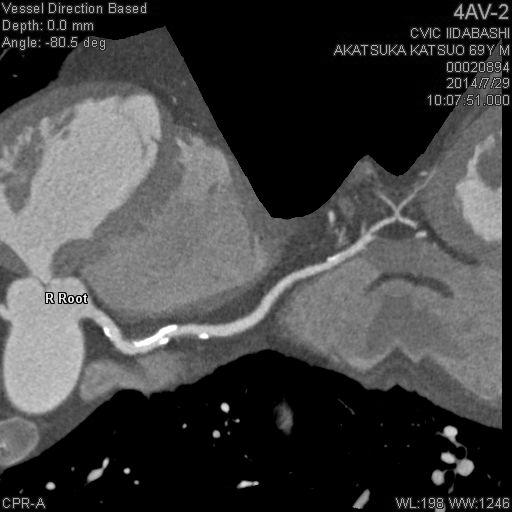 Vessel Direction Based
Depth: 0.0 mm
Angle: -80.5 deg
4AV-2
CVIC IIDABASHI
AKATSUKA KATSUO 69Y M
00020894
2014/7/29
10:07:51.000
R Root
CPR-A
WL:198 WW:1246